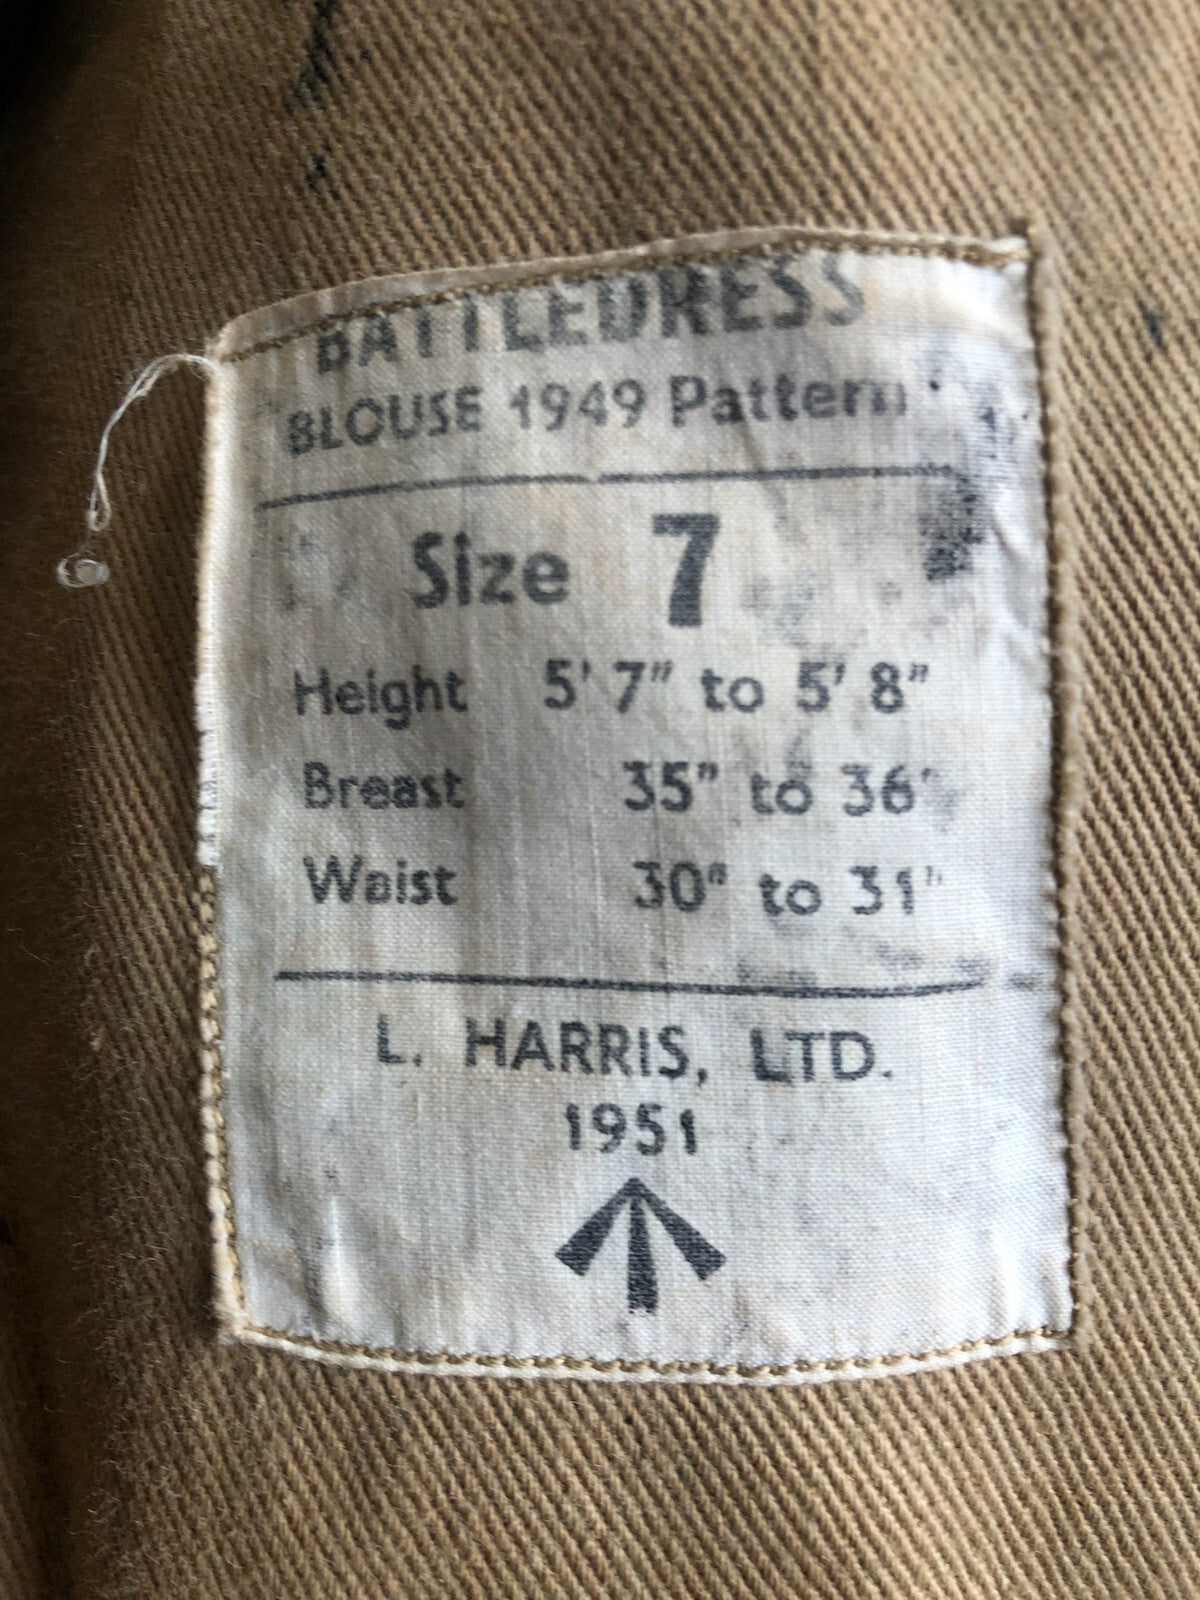 BATTLEDRESS
BLOUSE 1949 Pattern
Size 7
Height 5' 7" to 5' 8"
Breast 35" to 36"
Waist 30" to 31"
L. HARRIS, LTD.
1951